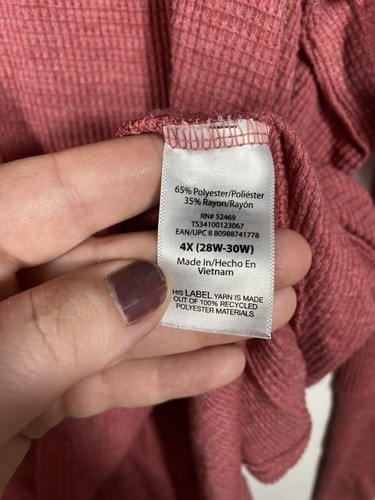 65% Polyester/Poliéster
35% Rayon/Rayón
RN# 52469
TS34100123067
EAN/UPC 8 80988741778
4X (28W-30W)
Made in/Hecho En
Vietnam
HIS LABEL YARN IS MADE
OUT OF 100% RECYCLED
POLYESTER MATERIALS